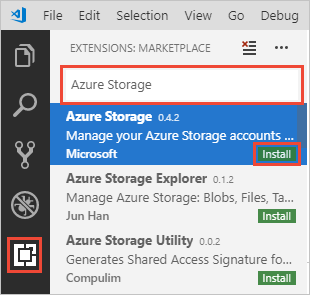 File Edit View Go Debug
EXTENSIONS: MARKETPLACE
Azure Storage
Azure Storage 0.4.2
Manage your Azure Storage accounts ...
Microsoft Install
Azure Storage Explorer 0.1.2
Manage Azure Storage: Blobs, Files, Ta...
Jun Han Install
Azure Storage Utility 0.0.2
Generates Shared Access Signature fo...
Compulim Install